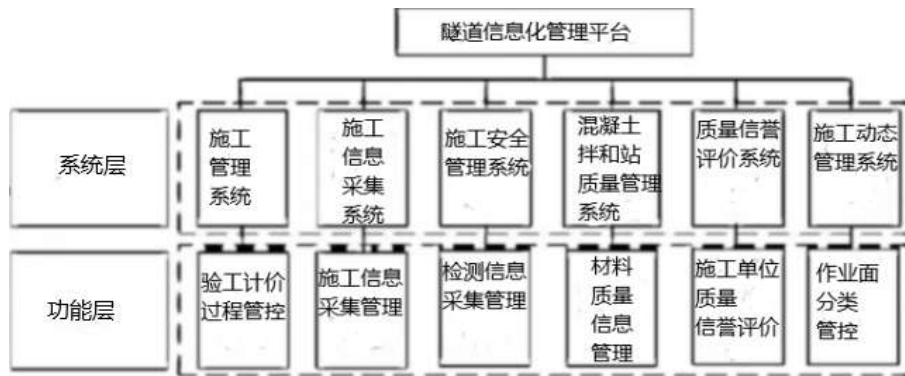 隧道信息化管理平台
系统层
施工
管理
系统
施工
信息
采集
系统
施工安全
管理系统
混凝土
拌和站
质量管理
系统
质量信誉
评价系统
施工动态
管理系统
功能层
验工计价
过程管控
施工信息
采集管理
检测信息
采集管理
材料
质量
信息
管理
施工单位
质量
信誉评价
作业面
分类
管控